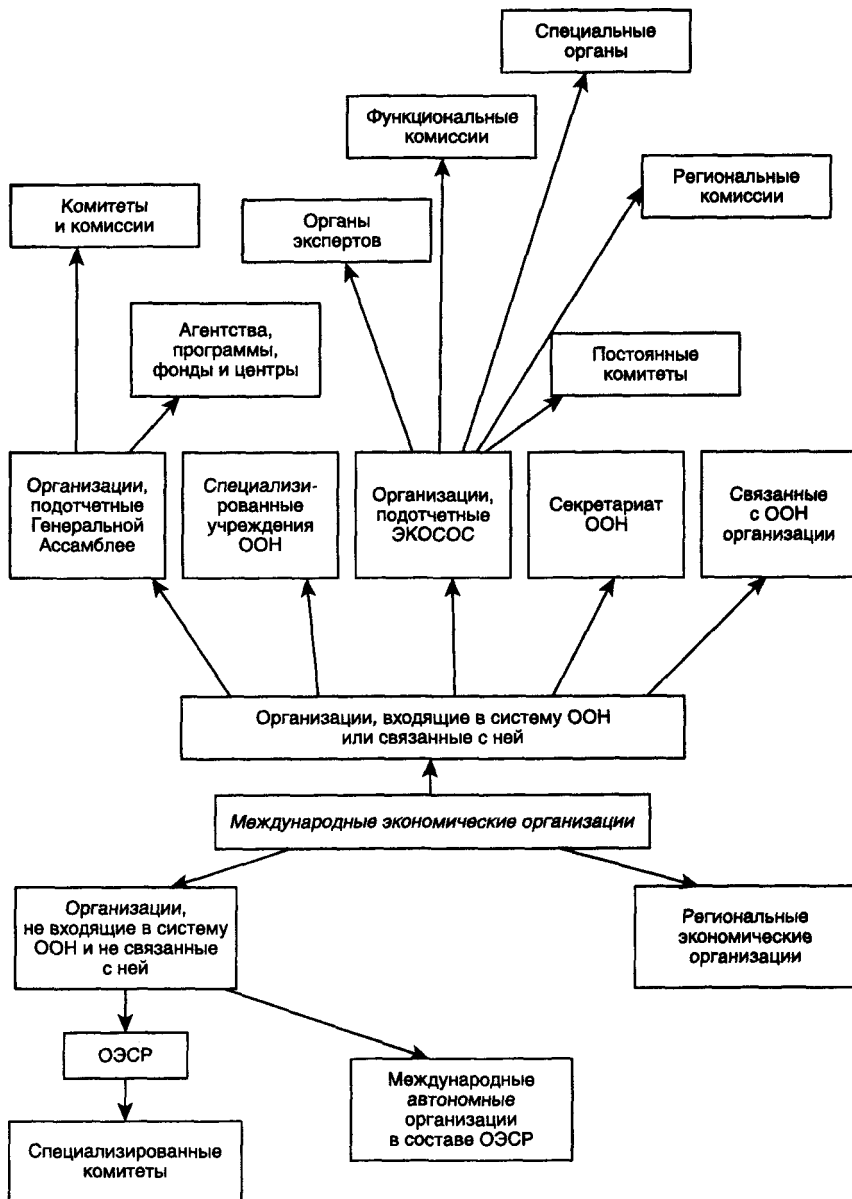 Специальные
органы
Функциональные
комиссии
Региональные
комиссии
Комитеты
и комиссии
Органы
экспертов
Агентства,
программы,
фонды и центры
Постоянные
комитеты
Организации,
подотчетные
Генеральной
Ассамблее
Специализи-
рованные
учреждения
ООН
Организации,
подотчетные
ЭКОСОС
Секретариат
ООН
Связанные
с ООН
организации
Организации, входящие в систему ООН
или связанные с ней
Международные экономические организации
Организации,
не входящие в систему
ООН и не связанные
с ней
Региональные
экономические
организации
ОЭСР
Международные
автономные
организации
в составе ОЭСР
Специализированные
комитеты